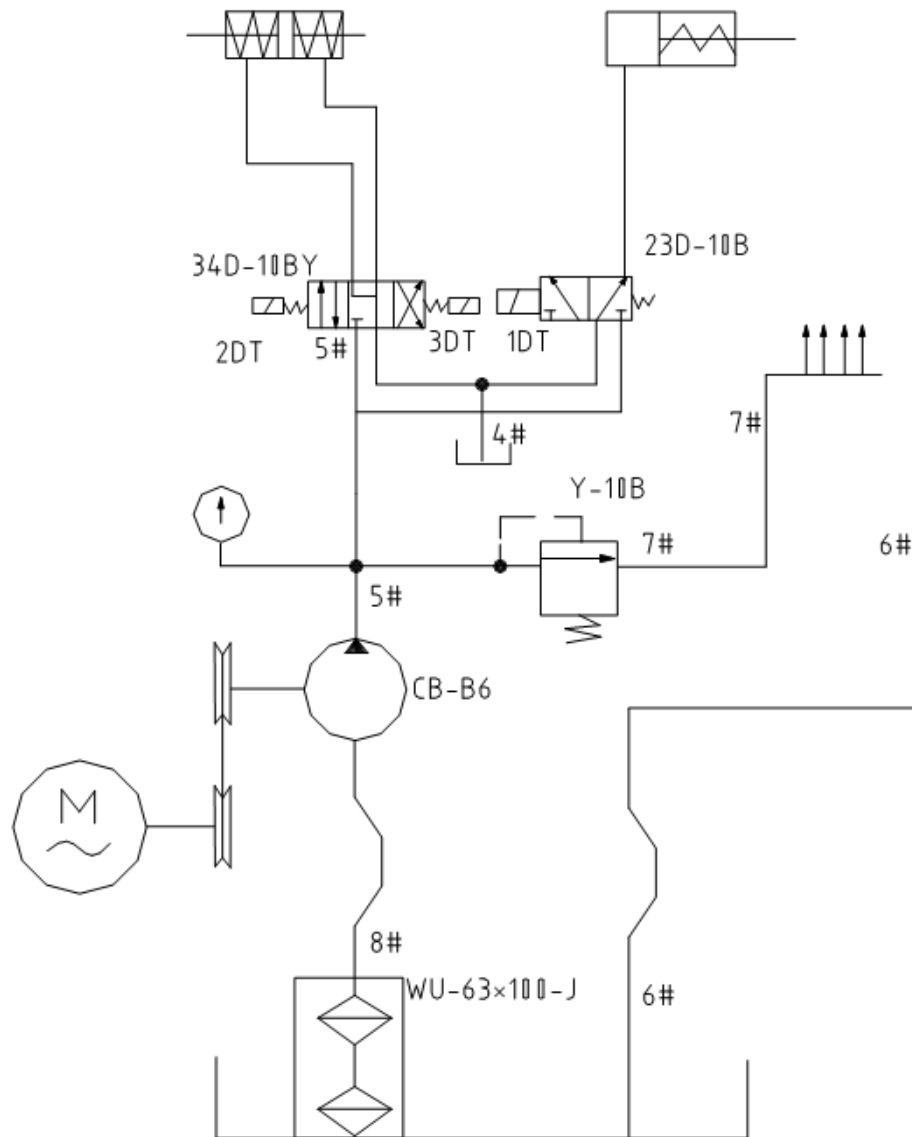 34D-10BY
23D-10B
2DT
5#
3DT
1DT
4#
7#
Y-10B
7#
6#
5#
CB-B6
M
8#
WU-63×100-J
6#